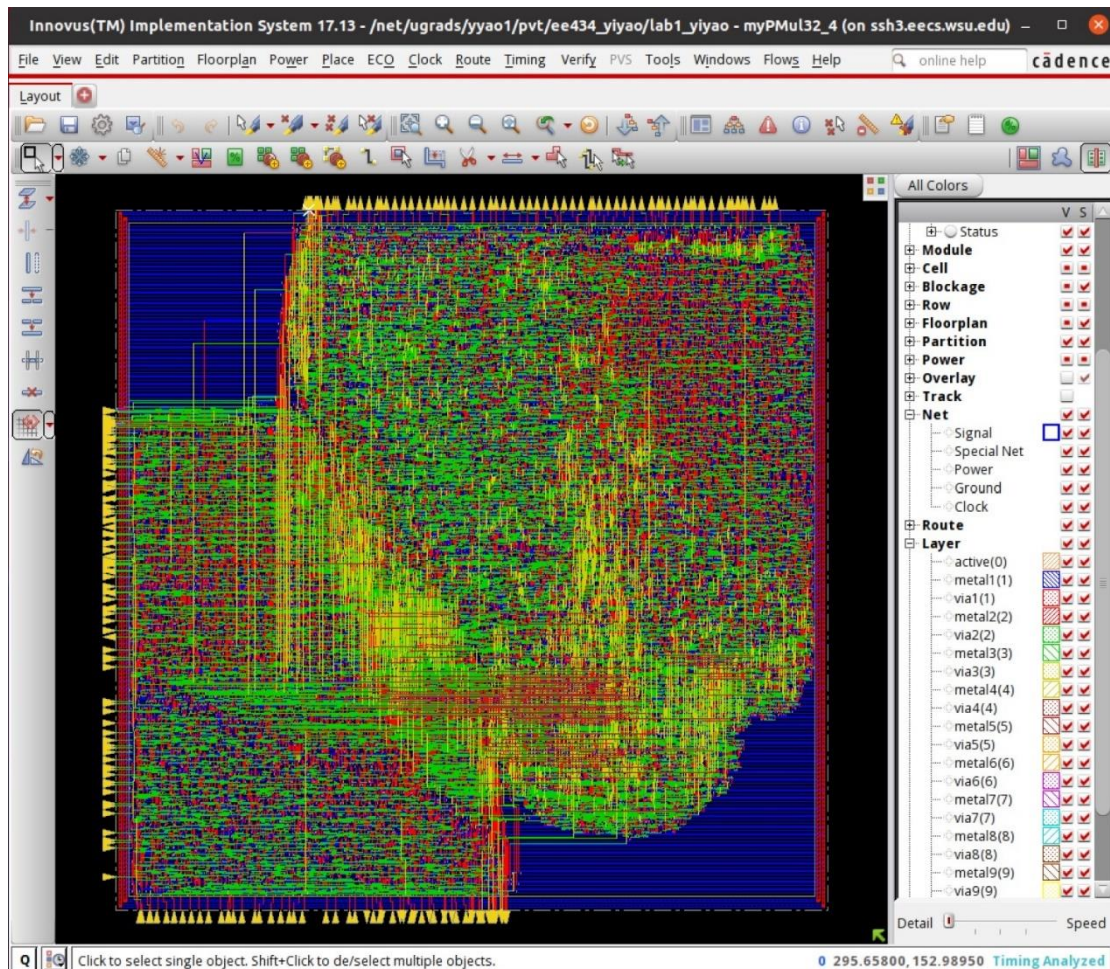 Innovus(TM) Implementation System 17.13 - /net/ugrads/yyao1/pvt/ee434_yiyao/lab1_yiyao - myPMul32_4 (on ssh3.eecs.wsu.edu)
File View Edit Partition Floorplan Power Place ECO Clock Route Timing Verify PVS Tools Windows Flows Help online help cādence
Layout
All Colors
V S
Status
Module
Cell
Blockage
Row
Floorplan
Partition
Power
Overlay
Track
Net
Signal
Special Net
Power
Ground
Clock
Route
Layer
active(0)
metal1(1)
via1(1)
metal2(2)
via2(2)
metal3(3)
via3(3)
metal4(4)
via4(4)
metal5(5)
via5(5)
metal6(6)
via6(6)
metal7(7)
via7(7)
metal8(8)
via8(8)
metal9(9)
via9(9)
Detail Speed
Q Click to select single object. Shift+Click to de/select multiple objects. 0 295.65800, 152.98950 Timing Analyzed